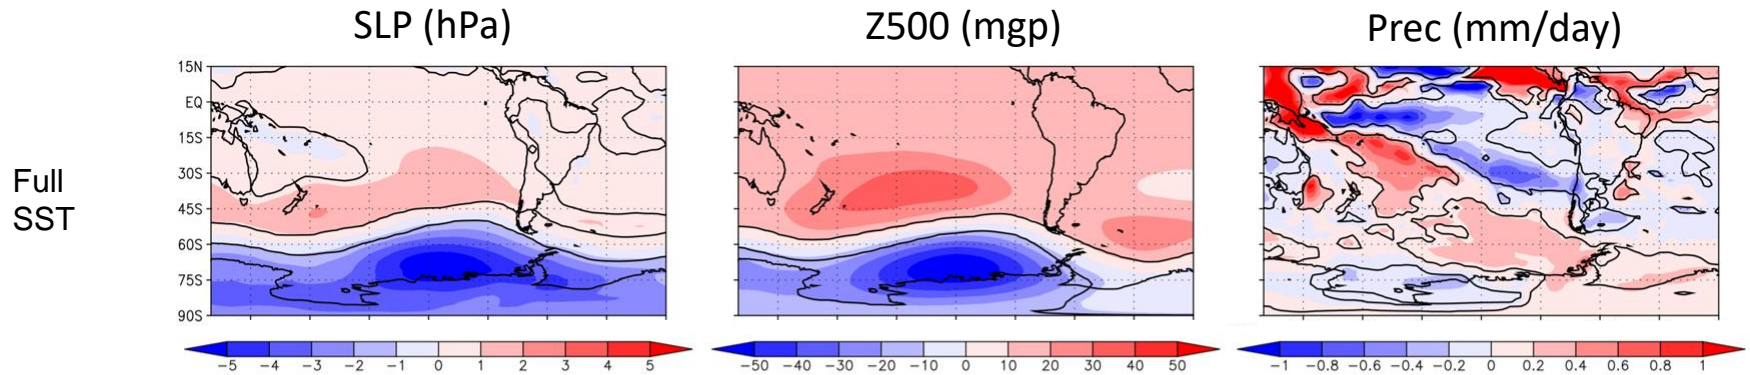 SLP (hPa) Z500 (mgp) Prec (mm/day)
Full
SST
15N
EQ
15S
30S
45S
60S
75S
90S
−5 −4 −3 −2 −1 0 1 2 3 4 5
−50 −40 −30 −20 −10 0 10 20 30 40 50
−1 −0.8 −0.6 −0.4 −0.2 0 0.2 0.4 0.6 0.8 1